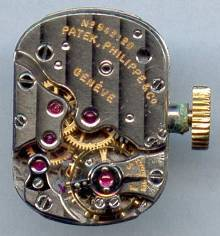 PATEK, PHILIPPE & CO
GENÈVE